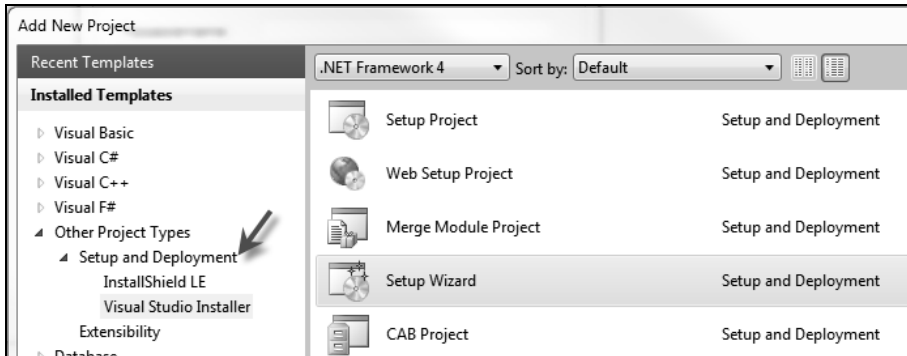 Add New Project
Recent Templates
Installed Templates
Visual Basic
Visual C#
Visual C++
Visual F#
Other Project Types
Setup and Deployment
InstallShield LE
Visual Studio Installer
Extensibility
Database
.NET Framework 4 Sort by: Default
Setup Project Setup and Deployment
Web Setup Project Setup and Deployment
Merge Module Project Setup and Deployment
Setup Wizard Setup and Deployment
CAB Project Setup and Deployment